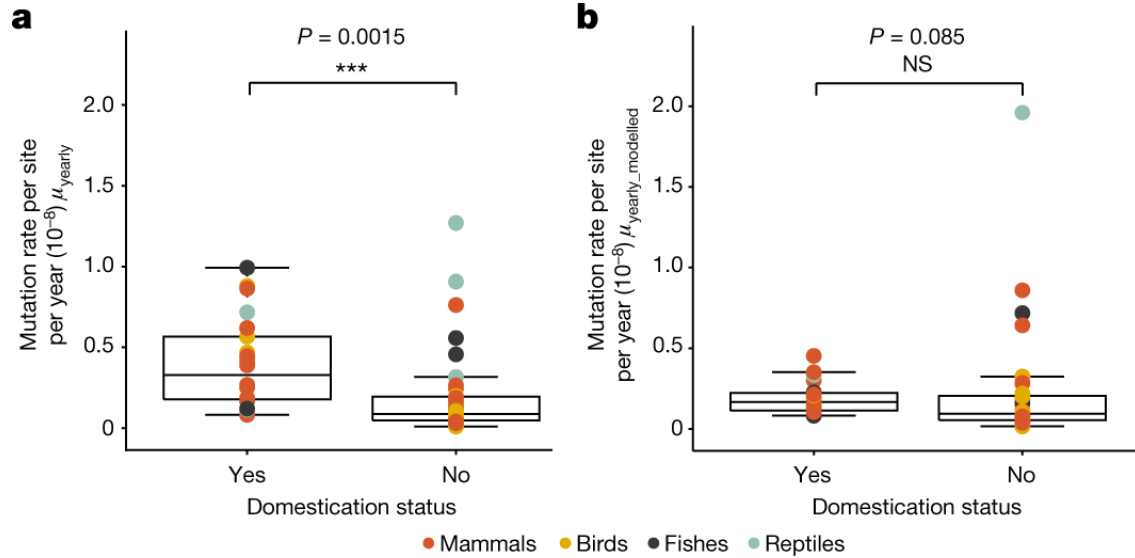 a
P = 0.0015
***
Mutation rate per site
per year (10⁻⁸) μyearly
2.0
1.5
1.0
0.5
0
Yes
No
Domestication status
b
P = 0.085
NS
Mutation rate per site
per year (10⁻⁸) μyearly_modelled
2.0
1.5
1.0
0.5
0
Yes
No
Domestication status
Mammals Birds Fishes Reptiles